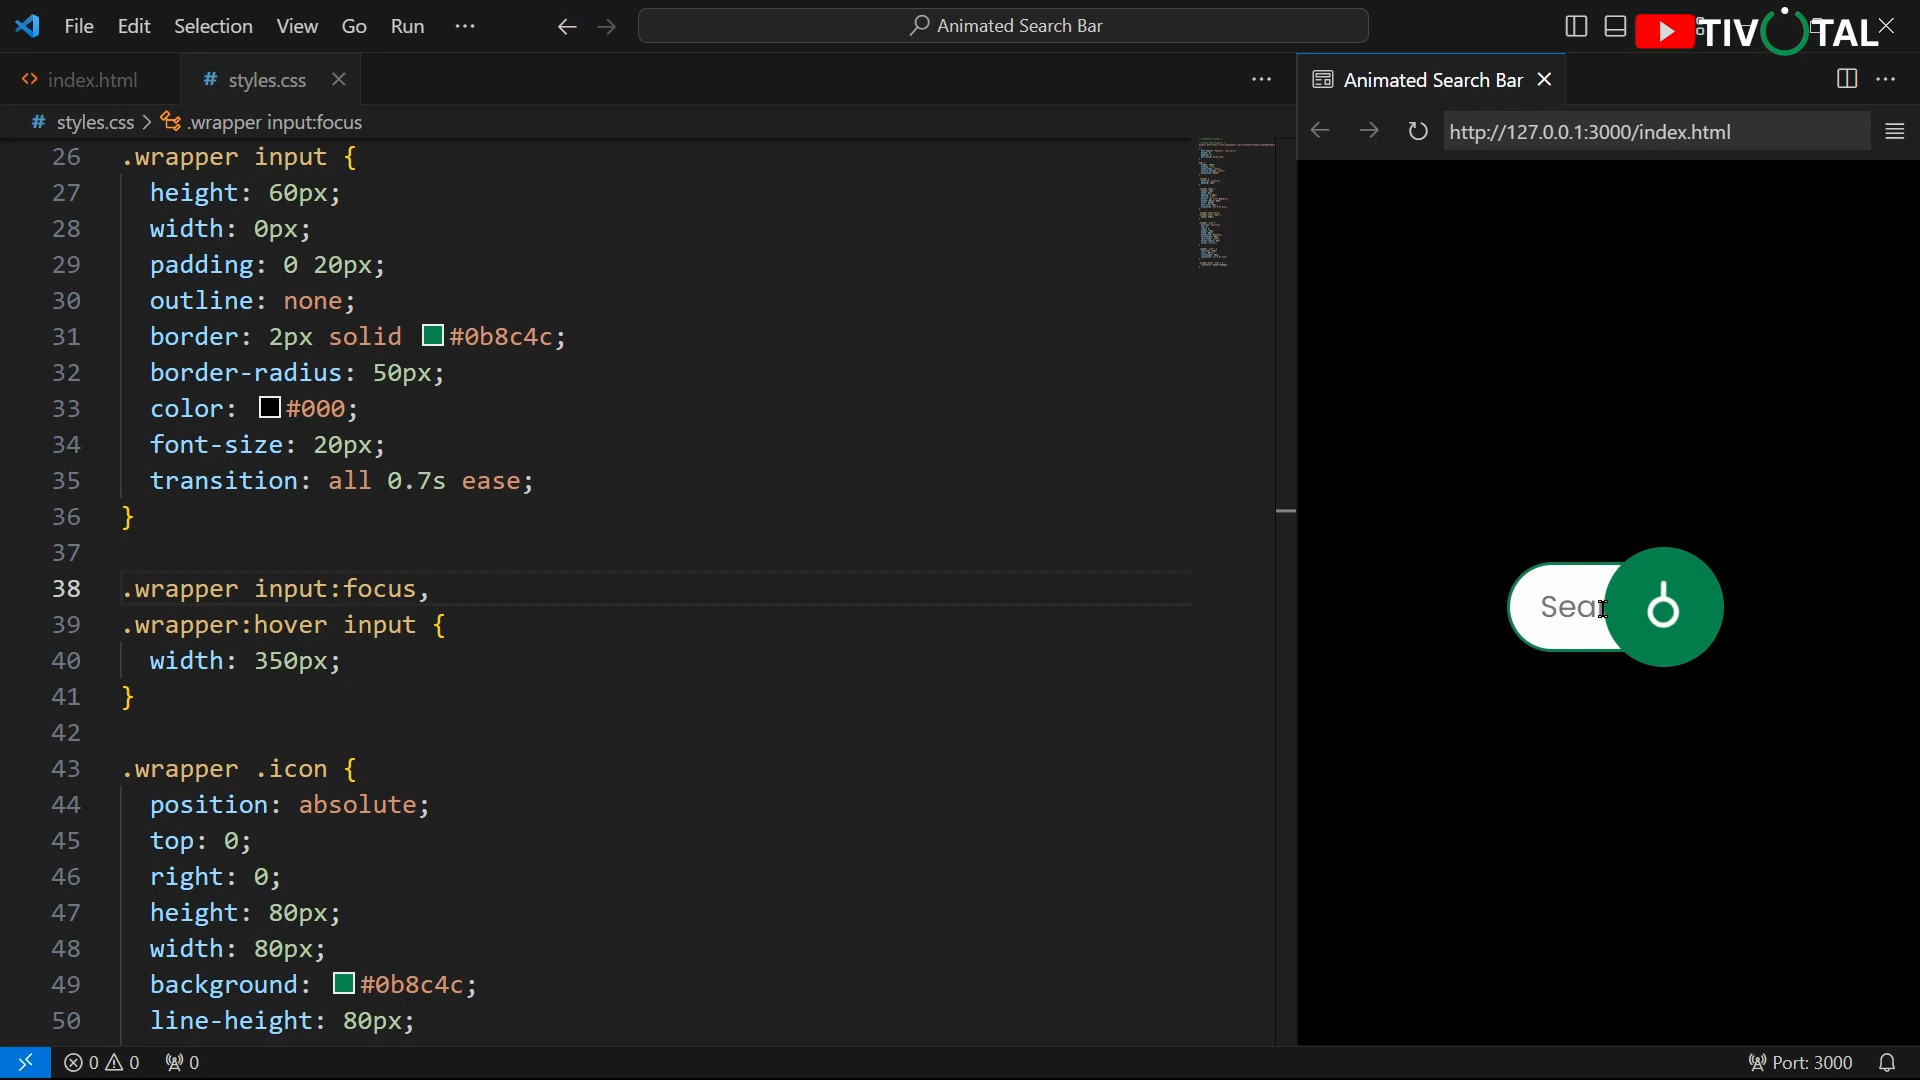 File Edit Selection View Go Run ···
Animated Search Bar
TIVOTAL
index.html
# styles.css
Animated Search Bar
# styles.css > .wrapper input:focus
http://127.0.0.1:3000/index.html
26 .wrapper input {
27 height: 60px;
28 width: 0px;
29 padding: 0 20px;
30 outline: none;
31 border: 2px solid #0b8c4c;
32 border-radius: 50px;
33 color: #000;
34 font-size: 20px;
35 transition: all 0.7s ease;
36 }
37
38 .wrapper input:focus,
39 .wrapper:hover input {
40 width: 350px;
41 }
42
43 .wrapper .icon {
44 position: absolute;
45 top: 0;
46 right: 0;
47 height: 80px;
48 width: 80px;
49 background: #0b8c4c;
50 line-height: 80px;
Sear
0 0 0
Port: 3000